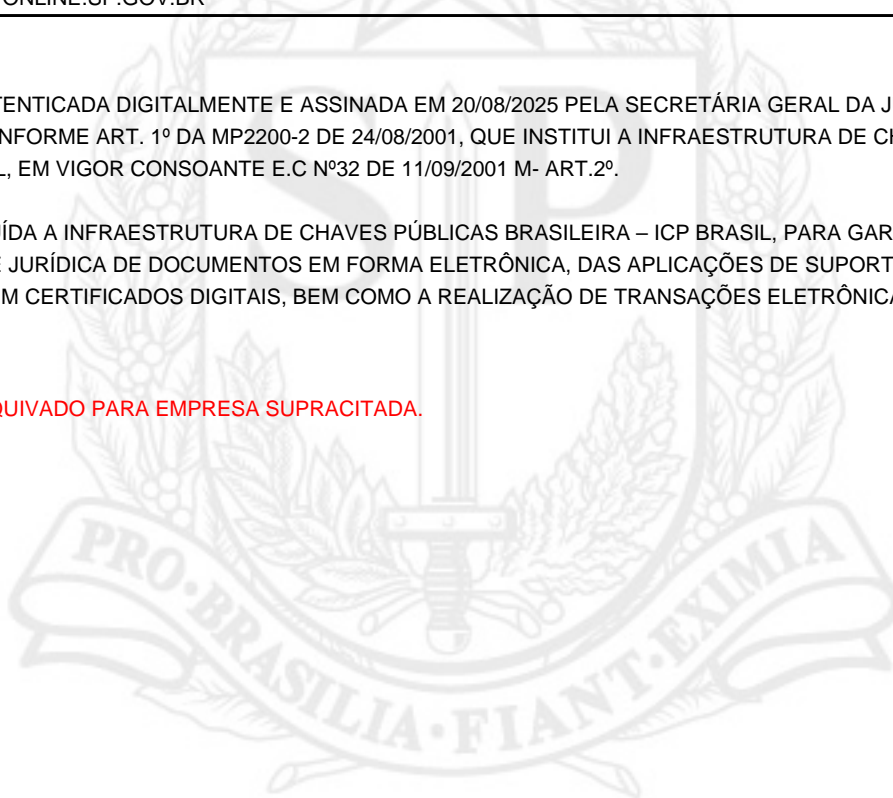 ONLINE.SP.GOV.BR
TENTICADA DIGITALMENTE E ASSINADA EM 20/08/2025 PELA SECRETÁRIA GERAL DA J
NFORME ART. 1º DA MP2200-2 DE 24/08/2001, QUE INSTITUI A INFRAESTRUTURA DE CH
L, EM VIGOR CONSOANTE E.C Nº32 DE 11/09/2001 M- ART.2º.
ÍDA A INFRAESTRUTURA DE CHAVES PÚBLICAS BRASILEIRA – ICP BRASIL, PARA GAR
E JURÍDICA DE DOCUMENTOS EM FORMA ELETRÔNICA, DAS APLICAÇÕES DE SUPORT
M CERTIFICADOS DIGITAIS, BEM COMO A REALIZAÇÃO DE TRANSAÇÕES ELETRÔNICA
QUIVADO PARA EMPRESA SUPRACITADA.
SP
PRO·BRASILIA·FIANT·EXIMIA